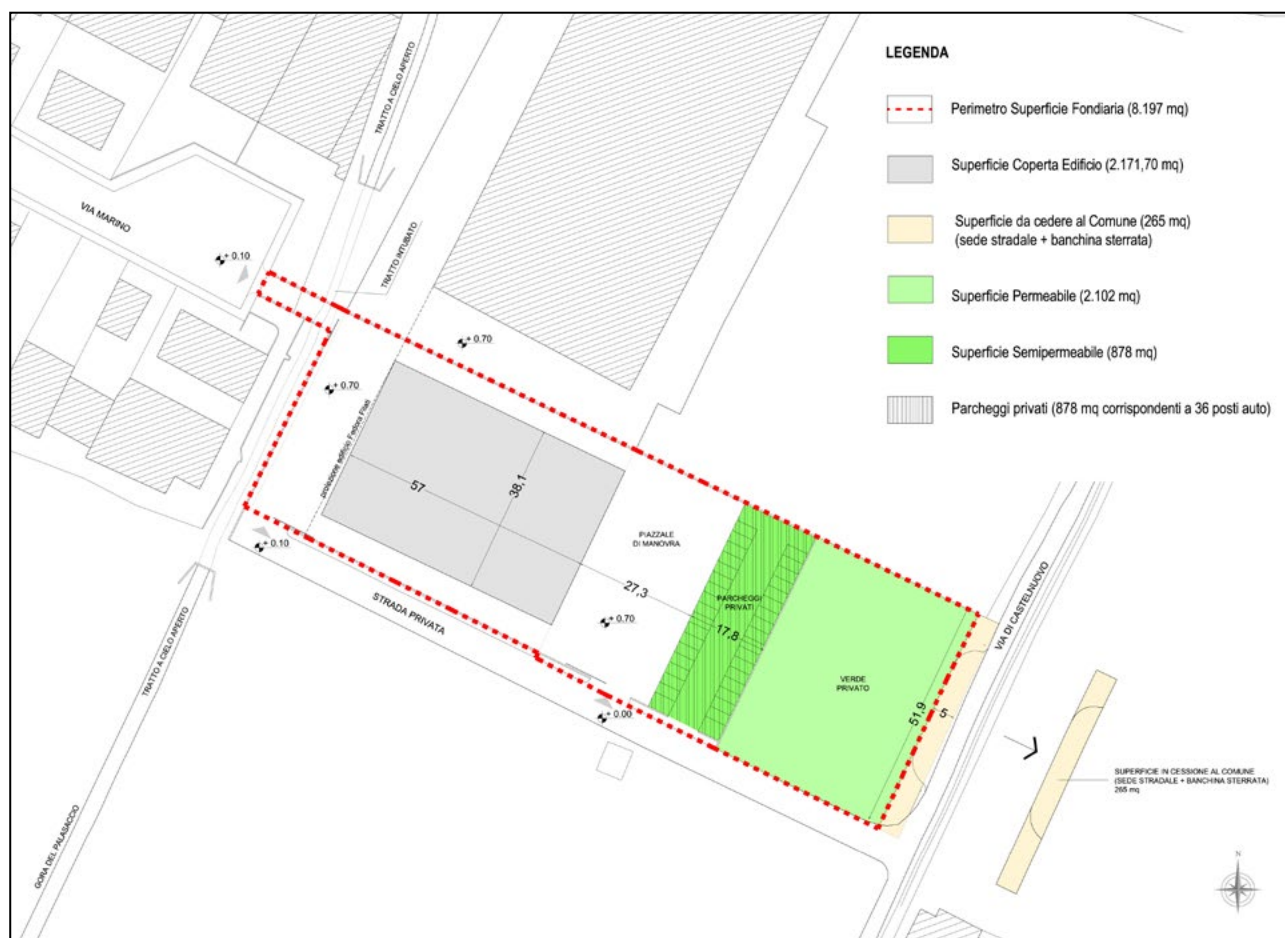 LEGENDA
Perimetro Superficie Fondiaria (8.197 mq)
Superficie Coperta Edificio (2.171,70 mq)
Superficie da cedere al Comune (265 mq)
(sede stradale + banchina sterrata)
Superficie Permeabile (2.102 mq)
Superficie Semipermeabile (878 mq)
Parcheggi privati (878 mq corrispondenti a 36 posti auto)
TRATTO A CIELO APERTO
VIA MARINO
TRATTO INTUBATO
+ 0.10
+ 0.70
+ 0.70
proiezione edificio Fedora Filati
57
38,1
PIAZZALE
DI MANOVRA
27,3
+ 0.10
STRADA PRIVATA
+ 0.70
PARCHEGGI
PRIVATI
17,8
VERDE
PRIVATO
51,9
5
VIA DI CASTELNUOVO
+ 0.00
TRATTO A CIELO APERTO
GORA DEL PALASACCIO
SUPERFICIE IN CESSIONE AL COMUNE
(SEDE STRADALE + BANCHINA STERRATA)
265 mq
N